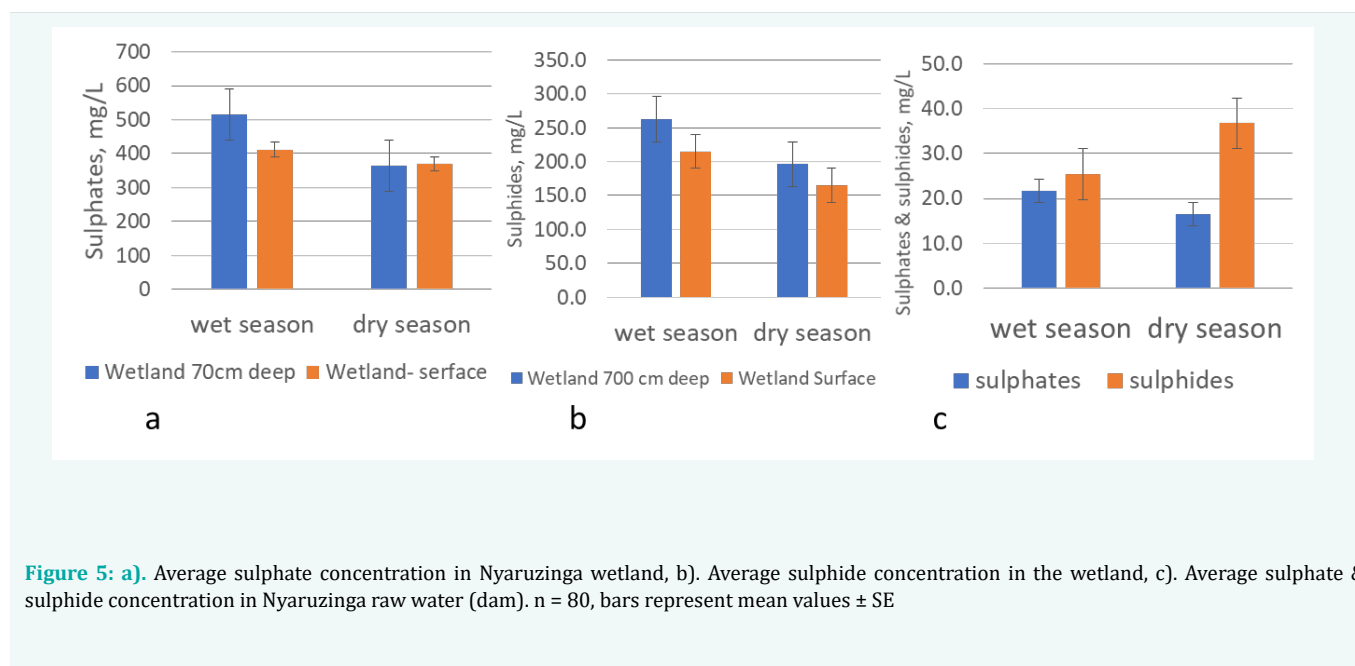 700
600
500
400
300
200
100
0
Sulphates, mg/L
wet season dry season
Wetland 70cm deep Wetland- serface
a
350.0
300.0
250.0
200.0
150.0
100.0
50.0
0.0
Sulphides, mg/L
wet season dry season
Wetland 700 cm deep Wetland Surface
b
50.0
40.0
30.0
20.0
10.0
0.0
Sulphates & sulphides, mg/L
wet season dry season
sulphates sulphides
c
Figure 5: a). Average sulphate concentration in Nyaruzinga wetland, b). Average sulphide concentration in the wetland, c). Average sulphate &
sulphide concentration in Nyaruzinga raw water (dam). n = 80, bars represent mean values ± SE